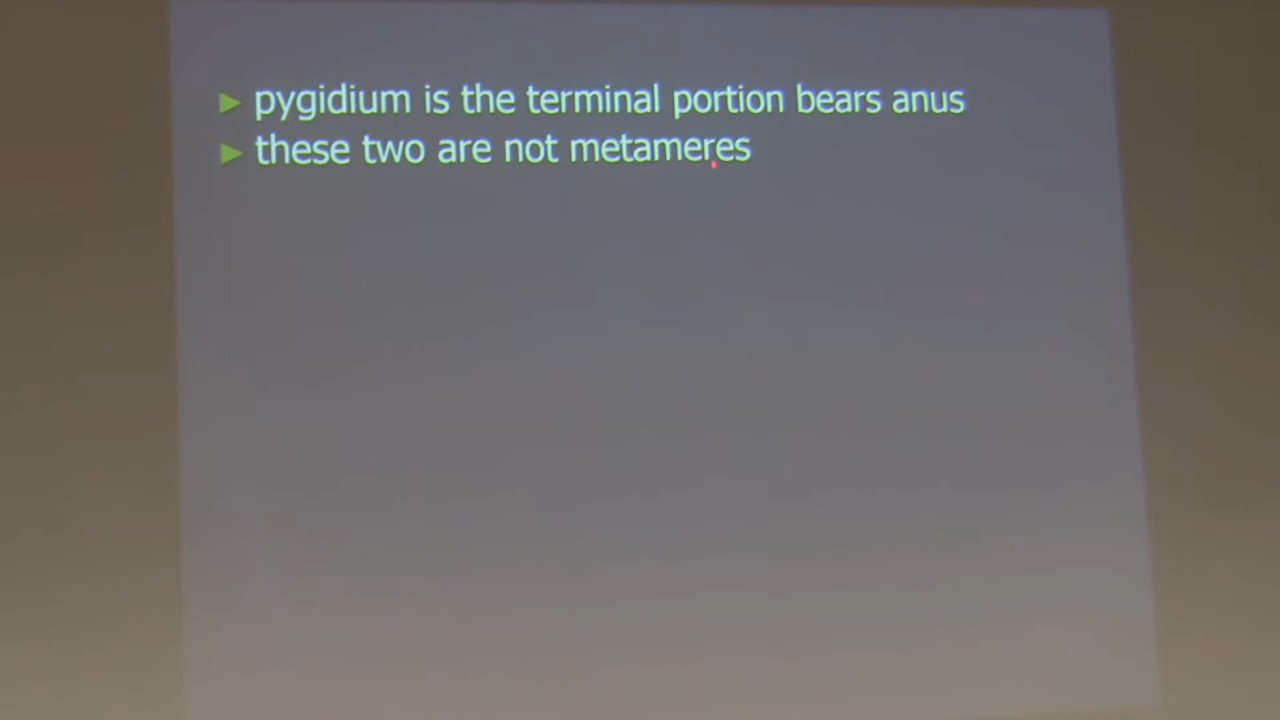 pygidium is the terminal portion bears anus
these two are not metameres